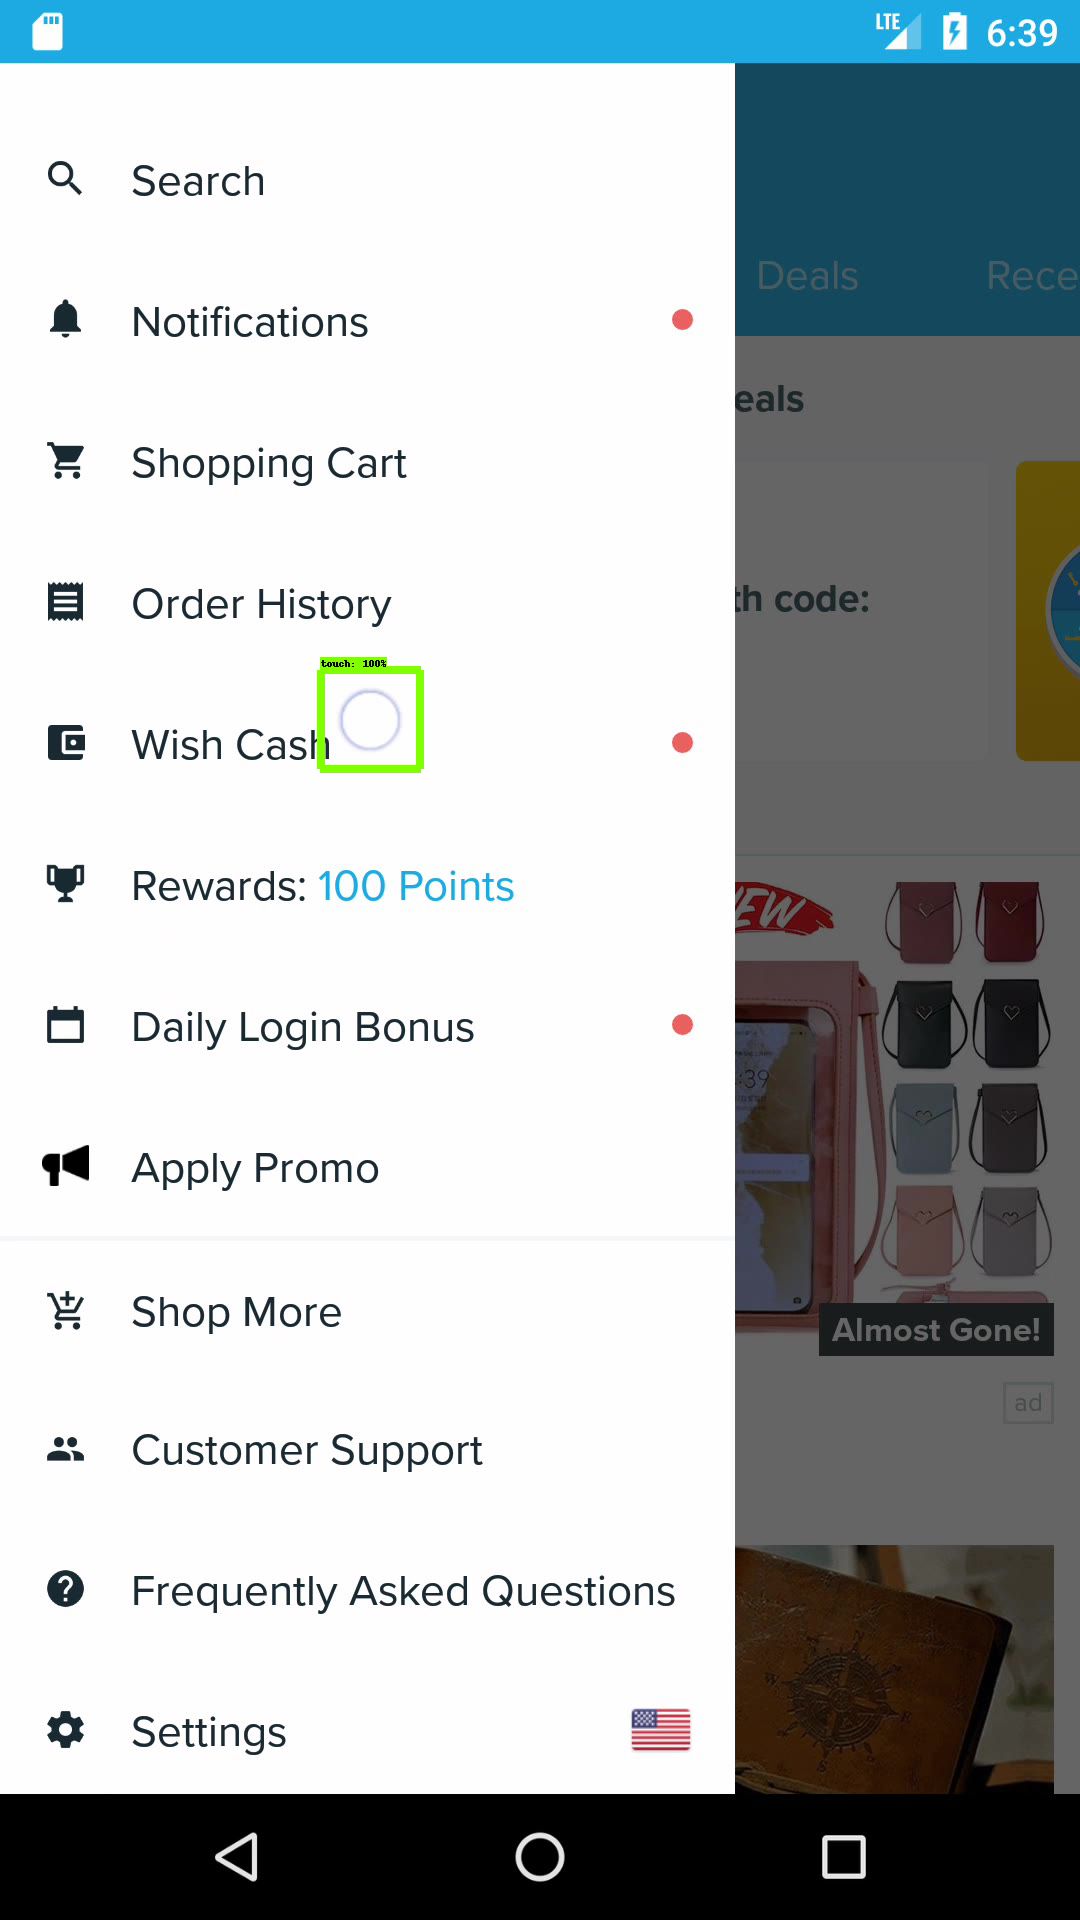 LTE 6:39
Search
Deals
Rece
Notifications
eals
Shopping Cart
th code:
Order History
touch: 100%
Wish Cash
Rewards: 100 Points
EW
Daily Login Bonus
:39
Apply Promo
Shop More
Almost Gone!
ad
Customer Support
Frequently Asked Questions
Settings